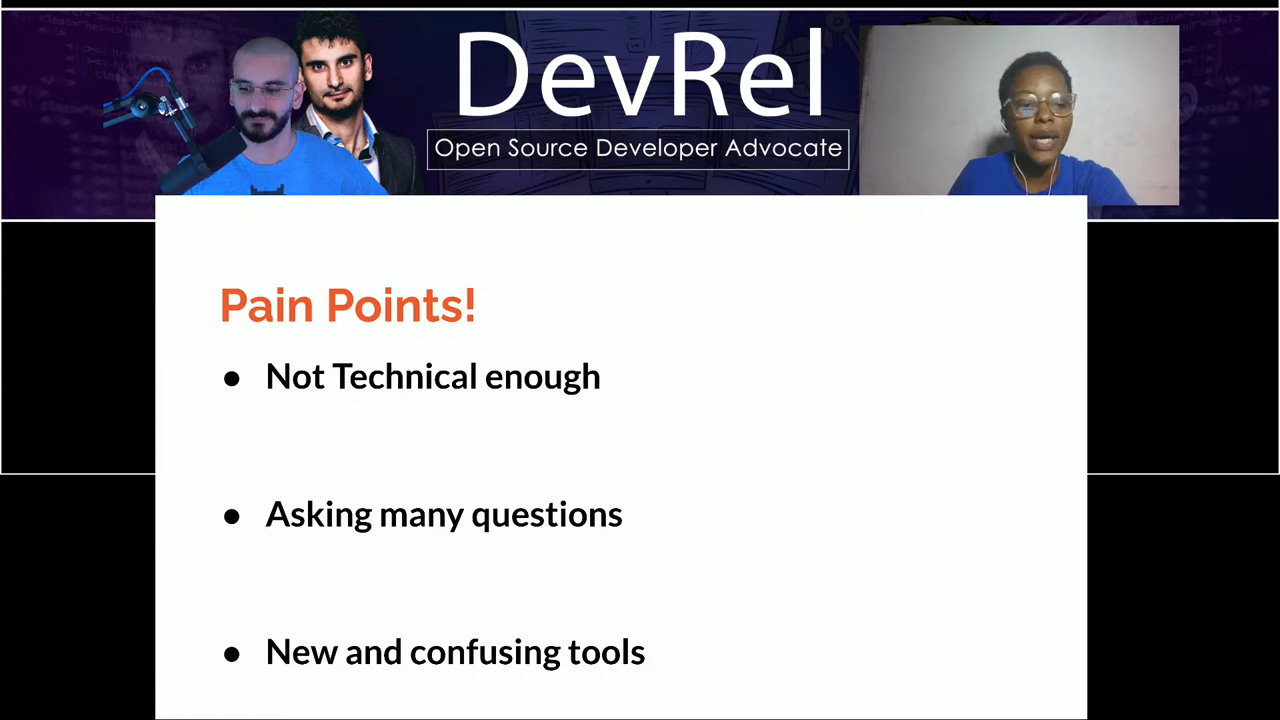 DevRel
Open Source Developer Advocate
Pain Points!
● Not Technical enough
● Asking many questions
● New and confusing tools